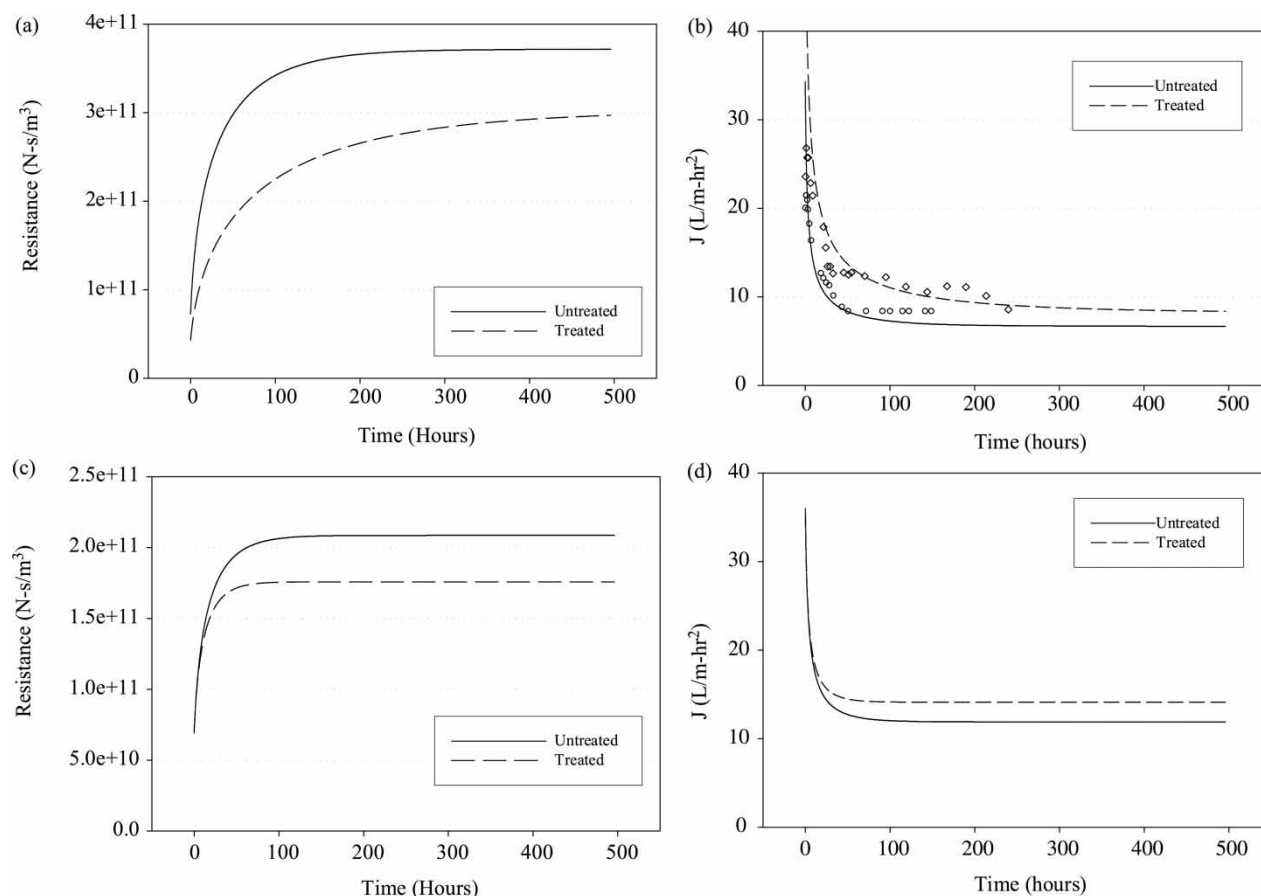 (a)
4e+11
3e+11
2e+11
1e+11
0
Resistance (N-s/m³)
Untreated
Treated
0 100 200 300 400 500
Time (Hours)
(b)
40
30
20
10
0
J (L/m-hr²)
Untreated
Treated
0 100 200 300 400 500
Time (hours)
(c)
2.5e+11
2.0e+11
1.5e+11
1.0e+11
5.0e+10
0.0
Resistance (N-s/m³)
Untreated
Treated
0 100 200 300 400 500
Time (Hours)
(d)
40
30
20
10
0
J (L/m-hr²)
Untreated
Treated
0 100 200 300 400 500
Time (hours)